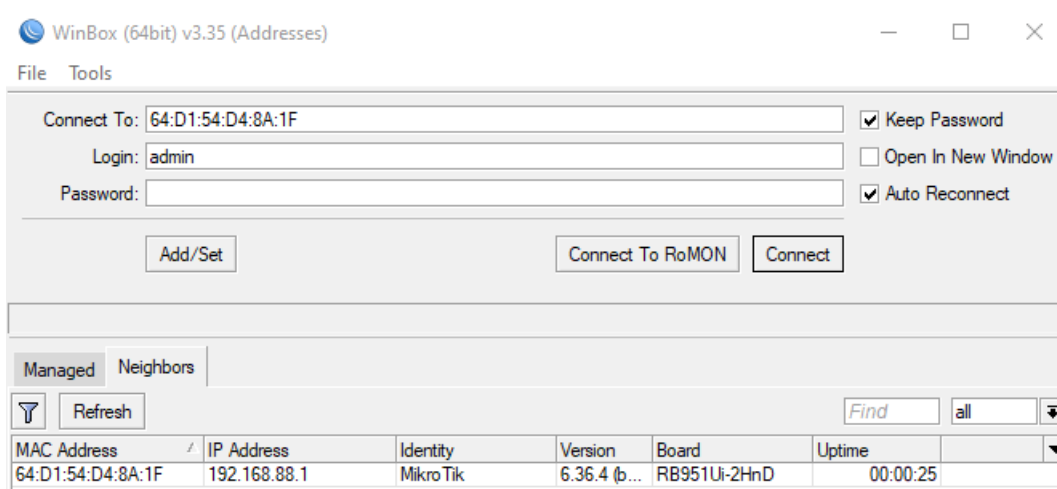 WinBox (64bit) v3.35 (Addresses)
File Tools
Connect To: 64:D1:54:D4:8A:1F
Keep Password
Login: admin
Open In New Window
Password:
Auto Reconnect
Add/Set Connect To RoMON Connect
Managed Neighbors
Refresh Find all
MAC Address IP Address Identity Version Board Uptime
64:D1:54:D4:8A:1F 192.168.88.1 MikroTik 6.36.4 (b... RB951Ui-2HnD 00:00:25